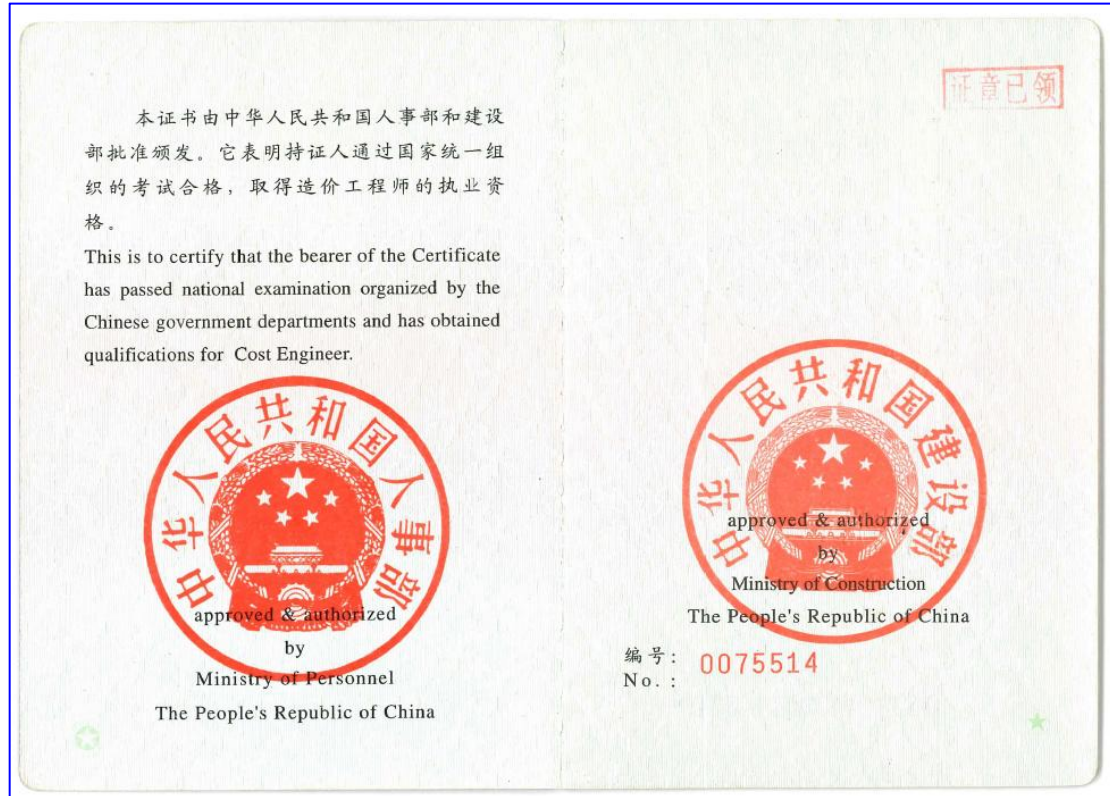 本证书由中华人民共和国人事部和建设
部批准颁发。它表明持证人通过国家统一组
织的考试合格，取得造价工程师的执业资
格。
This is to certify that the bearer of the Certificate
has passed national examination organized by the
Chinese government departments and has obtained
qualifications for Cost Engineer.
中华人民共和国人事部
approved & authorized
by
Ministry of Personnel
The People's Republic of China
证章已领
中华人民共和国建设部
approved & authorized
by
Ministry of Construction
The People's Republic of China
编号： 0075514
No.：